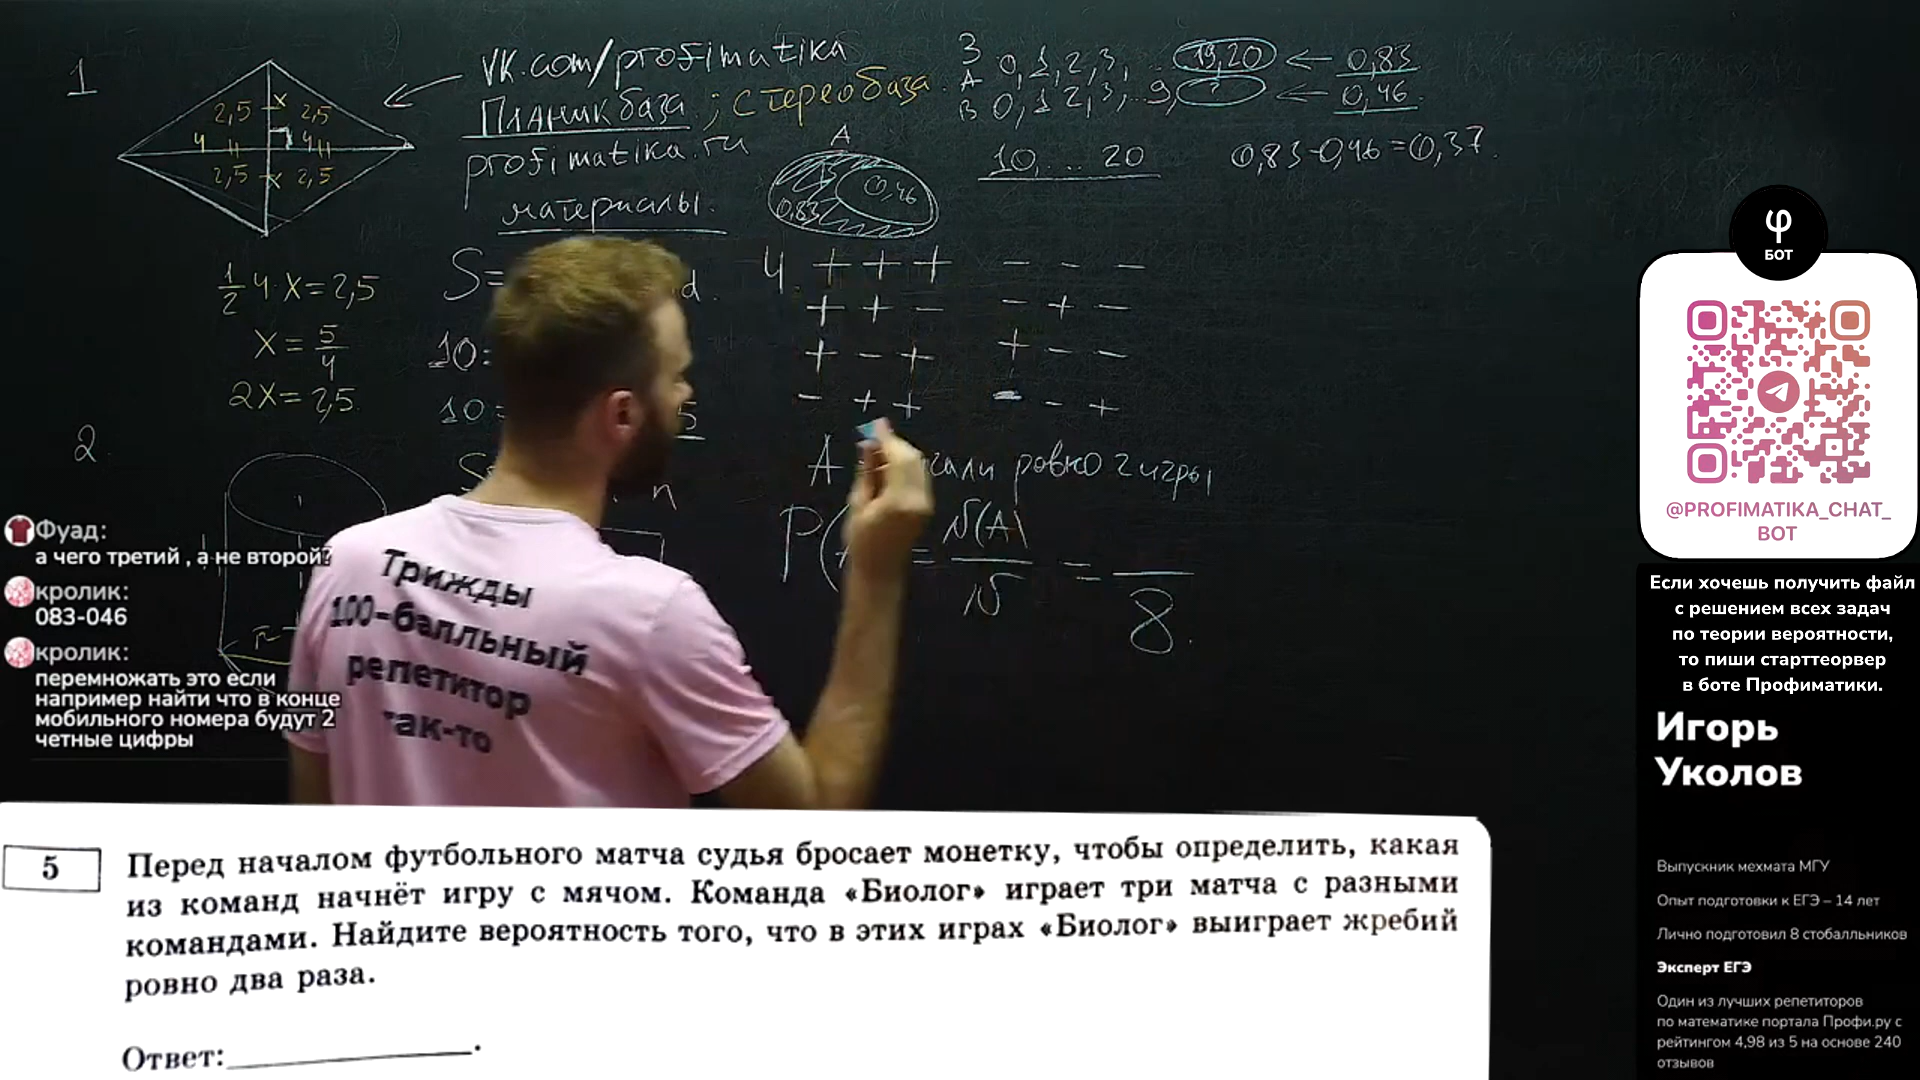 1
2,5 x 2,5
4 4
2,5 x 2,5
1/2 4·x=2,5
x=5/4
2x=2,5
2
vk.com/profimatika
Планик база ; стереобаза
profimatika.ru
материалы.
S=
10=
10=
5
З 0,1,2,3, 19,20 ← 0,83
А
В 0,1 2,3,..9, ← 0,46
10,... 20
0,83-0,46=0,37.
A
0,83
0,46
4. + + + - - -
+ + - - + -
+ - + + - -
- + + - - +
A ровно 2 игры
P( = N(A) / N = 8.
Фуад:
а чего третий , а не второй?
кролик:
083-046
кролик:
перемножать это если
например найти что в конце
мобильного номера будут 2
четные цифры
Трижды
100-балльный
репетитор
так-то
φ
БОТ
@PROFIMATIKA_CHAT_
BOT
Если хочешь получить файл
с решением всех задач
по теории вероятности,
то пиши старттеорвер
в боте Профиматики.
Игорь
Уколов
Выпускник мехмата МГУ
Опыт подготовки к ЕГЭ – 14 лет
Лично подготовил 8 стобалльников
Эксперт ЕГЭ
Один из лучших репетиторов
по математике портала Профи.ру с
рейтингом 4,98 из 5 на основе 240
отзывов
5
Перед началом футбольного матча судья бросает монетку, чтобы определить, какая
из команд начнёт игру с мячом. Команда «Биолог» играет три матча с разными
командами. Найдите вероятность того, что в этих играх «Биолог» выиграет жребий
ровно два раза.
Ответ: .